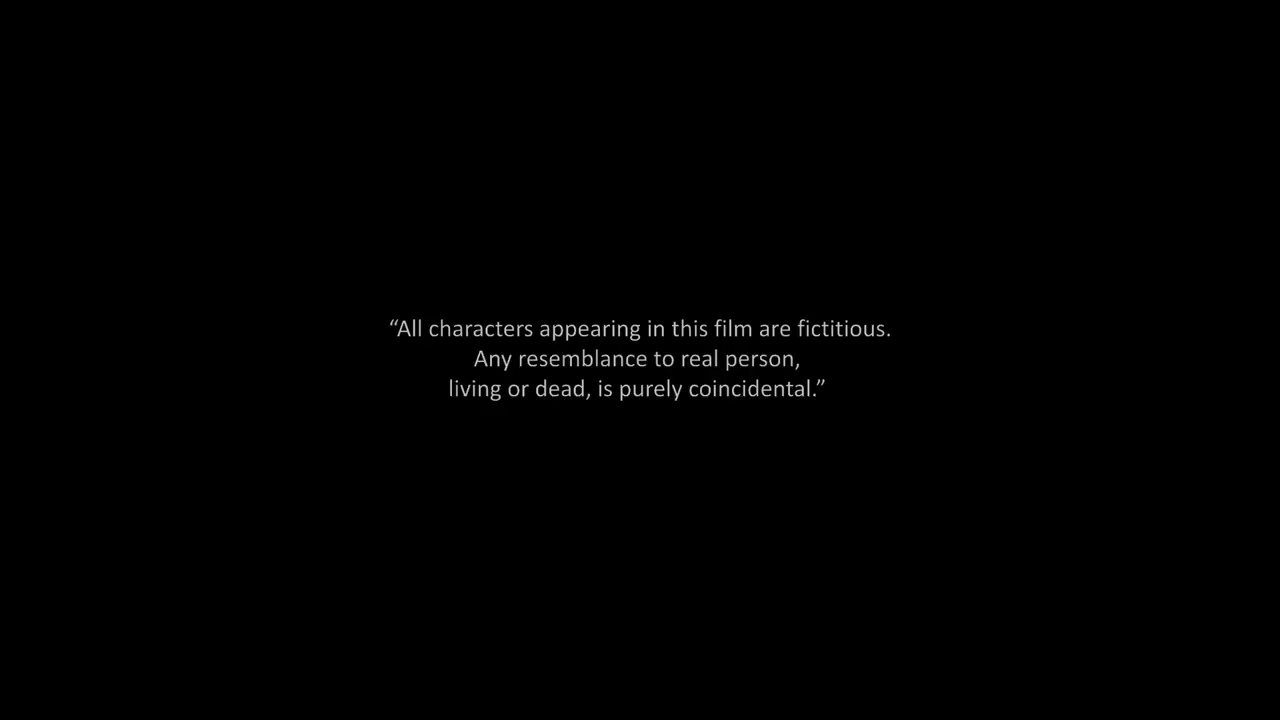 “All characters appearing in this film are fictitious.
Any resemblance to real person,
living or dead, is purely coincidental.”